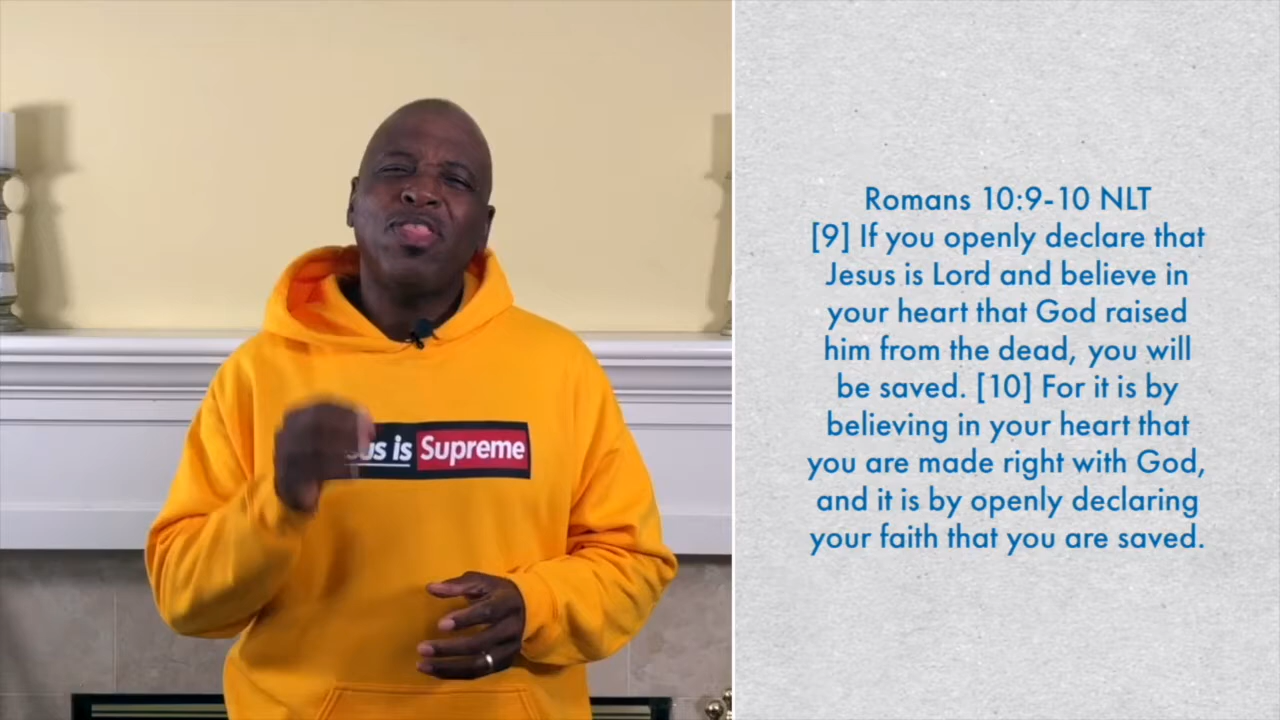 is Supreme
Romans 10:9-10 NLT
[9] If you openly declare that
Jesus is Lord and believe in
your heart that God raised
him from the dead, you will
be saved. [10] For it is by
believing in your heart that
you are made right with God,
and it is by openly declaring
your faith that you are saved.